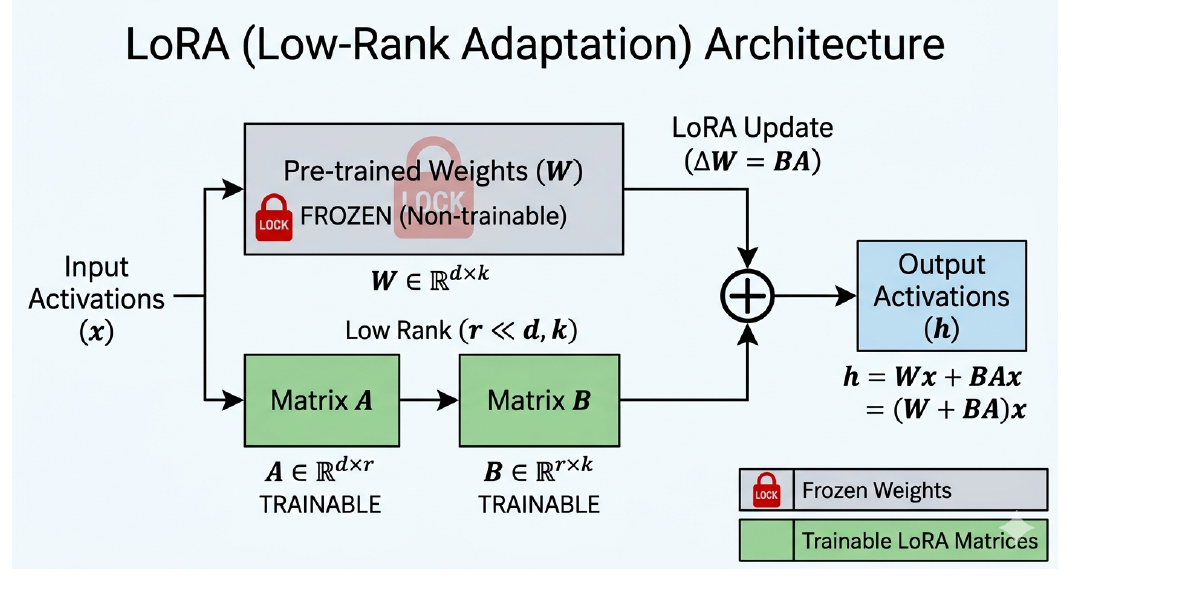 LoRA (Low-Rank Adaptation) Architecture
LoRA Update
(ΔW = BA)
Pre-trained Weights (W)
LOCK
LOCK FROZEN (Non-trainable)
W ∈ ℝ^{d×k}
Input
Activations
(x)
Output
Activations
(h)
Low Rank (r ≪ d, k)
Matrix A
Matrix B
h = Wx + BAx
= (W + BA)x
A ∈ ℝ^{d×r}
TRAINABLE
B ∈ ℝ^{r×k}
TRAINABLE
LOCK Frozen Weights
Trainable LoRA Matrices